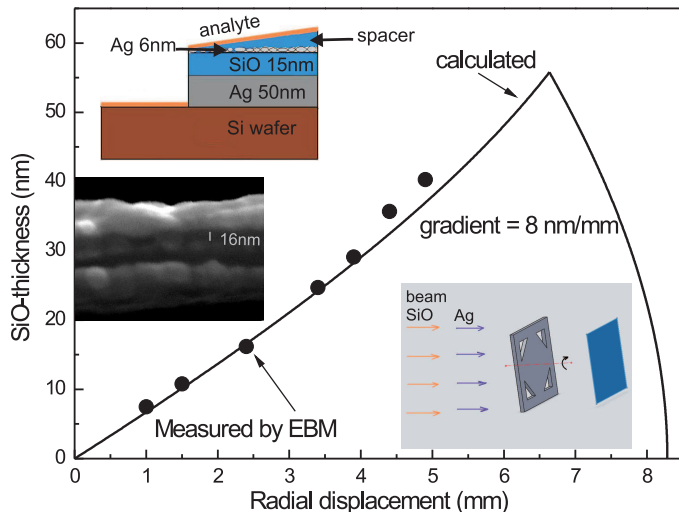 60
50
40
30
20
10
0
SiO-thickness (nm)
analyte
Ag 6nm
spacer
SiO 15nm
Ag 50nm
Si wafer
calculated
16nm
gradient = 8 nm/mm
beam
SiO
Ag
Measured by EBM
0 1 2 3 4 5 6 7 8
Radial displacement (mm)